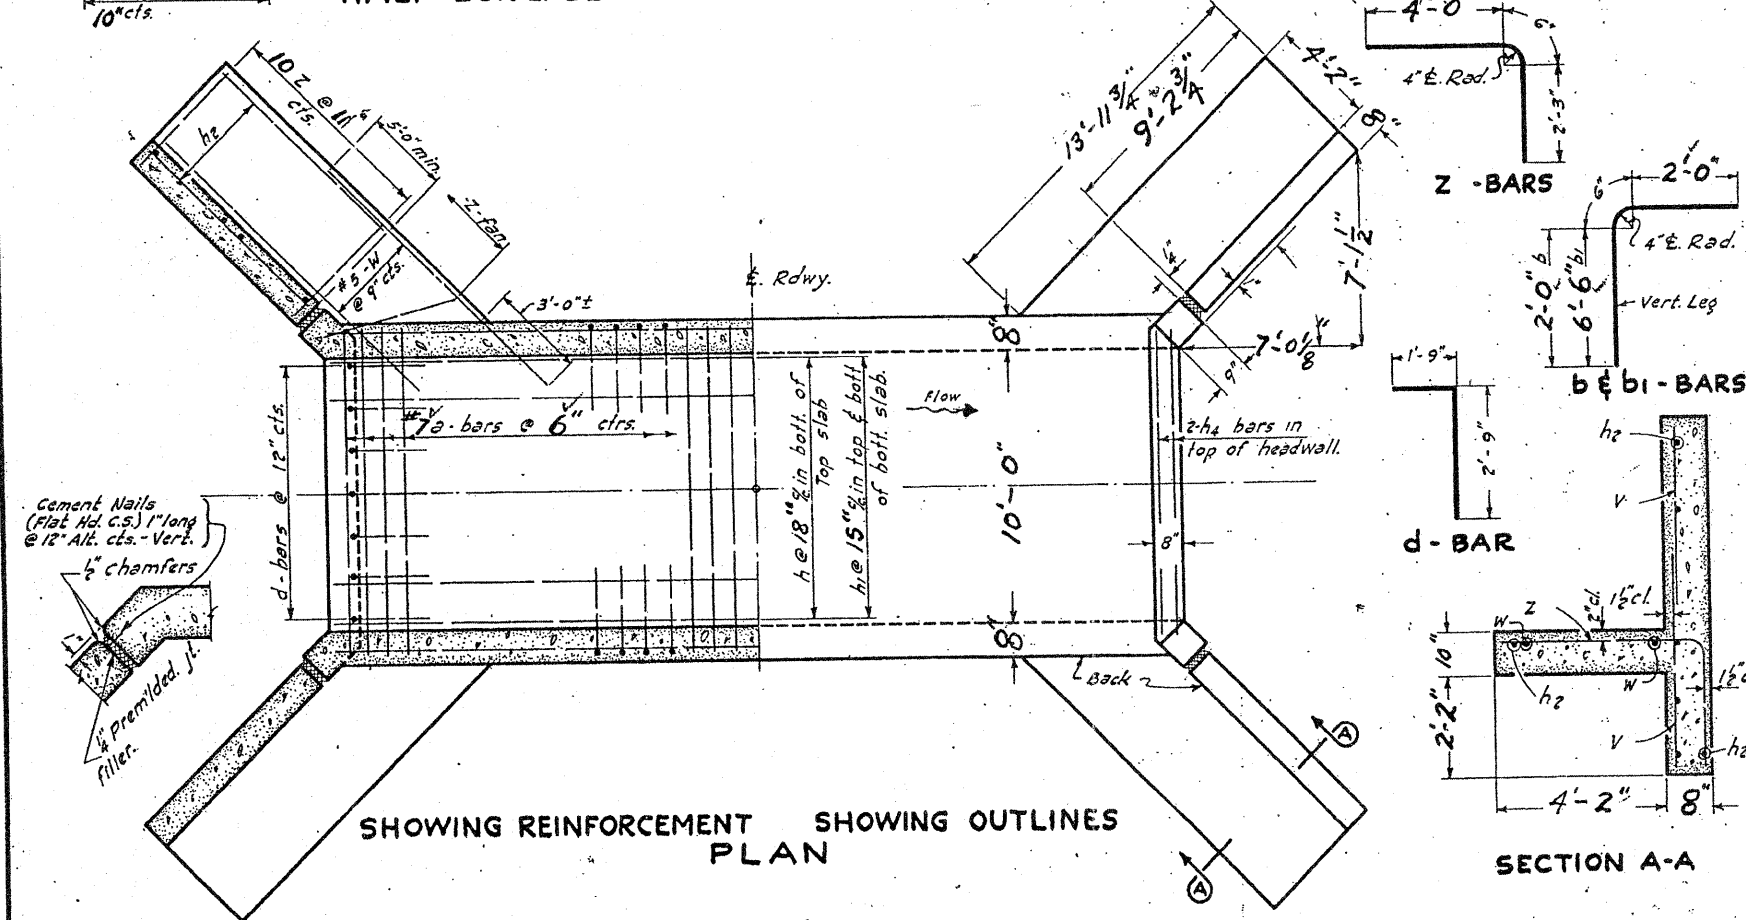 10" cts.
10 Z @ 11"
cts.
5'-0" min.
Z-fan
h2
#5-W
@ 9" cts.
3'-0"±
℄ Rdwy.
13'-11 3/4"
9'-2 3/4"
4'-2"
8"
7'-1 1/2"
7'-0 1/8"
9"
1/4"
1"
8"
d-bars @ 12" cts.
#7 a-bars @ 6" ctrs.
h @ 18" % in bott. of
Top slab
h1 @ 15" % in top & bott
of bott. slab.
Flow
10'-0"
8"
8"
2-h4 bars in
top of headwall.
Cement Nails
(Flat Hd. C.S.) 1" long
@ 12" Alt. cts. - Vert.
1/2" chamfers
1/4" Premlded. jt.
filler.
Back
A
A
SHOWING REINFORCEMENT SHOWING OUTLINES
PLAN
4'-0
6"
4" ℄ Rad.
2'-3"
Z -BARS
6"
2'-0"
4" ℄ Rad.
2'-0" b
6'-6" b1
Vert. Leg
b & b1 - BARS
1'-9"
2'-9"
d - BAR
h2
V
1 1/2" cl.
2" cl.
Z
W
10"
2'-2"
h2
W
V
h2
4'-2"
8"
SECTION A-A